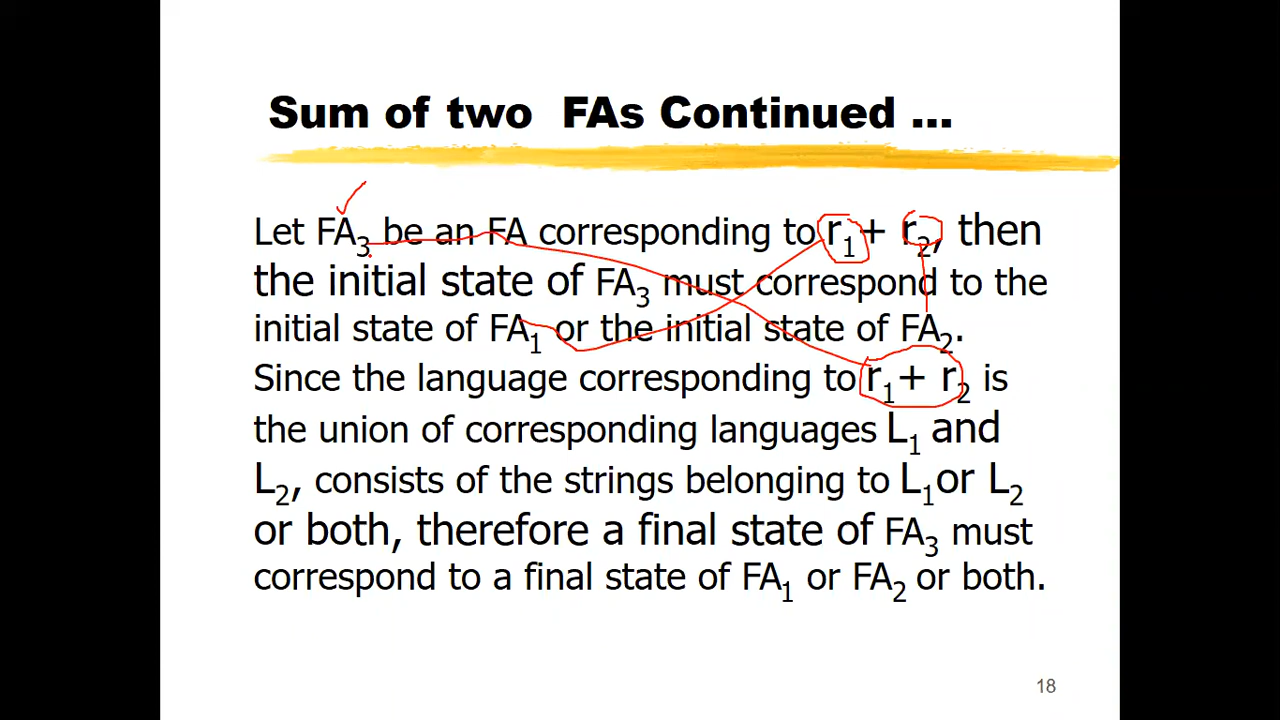 Sum of two FAs Continued ...
Let FA₃ be an FA corresponding to r₁+ r₂, then
the initial state of FA₃ must correspond to the
initial state of FA₁ or the initial state of FA₂.
Since the language corresponding to r₁+ r₂ is
the union of corresponding languages L₁ and
L₂, consists of the strings belonging to L₁or L₂
or both, therefore a final state of FA₃ must
correspond to a final state of FA₁ or FA₂ or both.
18